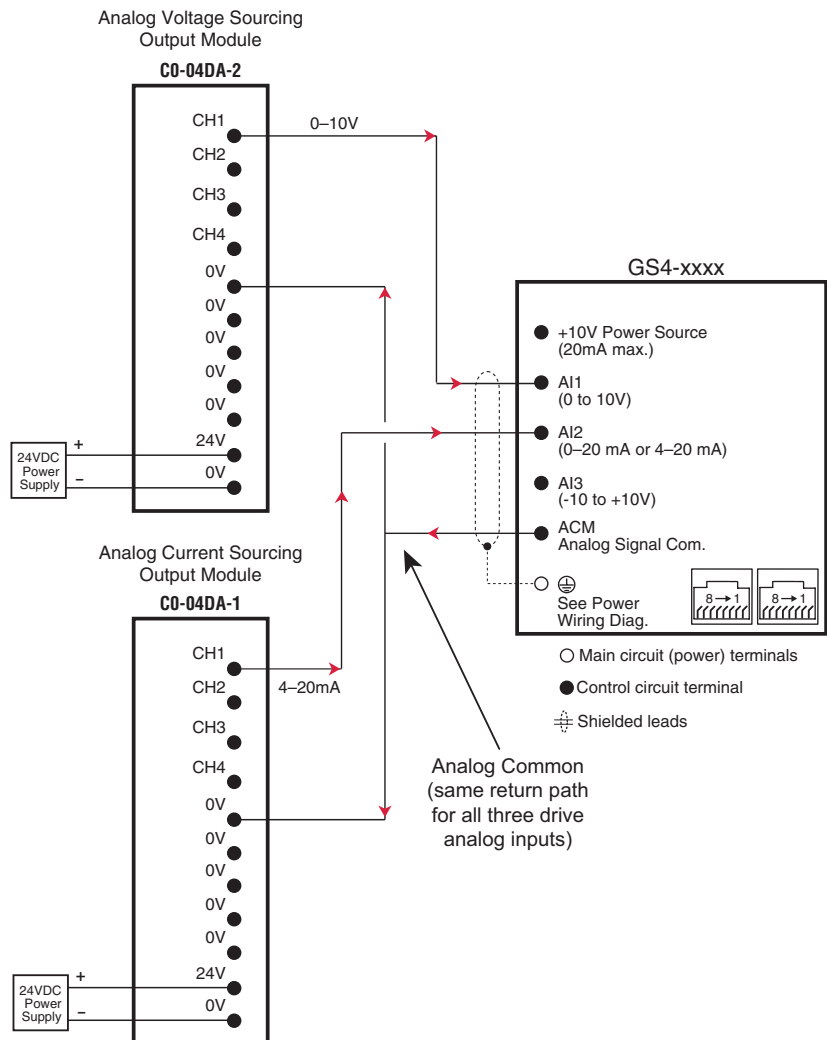 Analog Voltage Sourcing
Output Module
C0-04DA-2
CH1
0–10V
CH2
CH3
CH4
0V
0V
0V
0V
0V
24V
0V
24VDC
Power
Supply
+
–
GS4-xxxx
+10V Power Source
(20mA max.)
AI1
(0 to 10V)
AI2
(0–20 mA or 4–20 mA)
AI3
(-10 to +10V)
ACM
Analog Signal Com.
See Power
Wiring Diag.
8→1
8→1
Main circuit (power) terminals
Control circuit terminal
Shielded leads
Analog Common
(same return path
for all three drive
analog inputs)
Analog Current Sourcing
Output Module
C0-04DA-1
CH1
4–20mA
CH2
CH3
CH4
0V
0V
0V
0V
0V
24V
0V
24VDC
Power
Supply
+
–